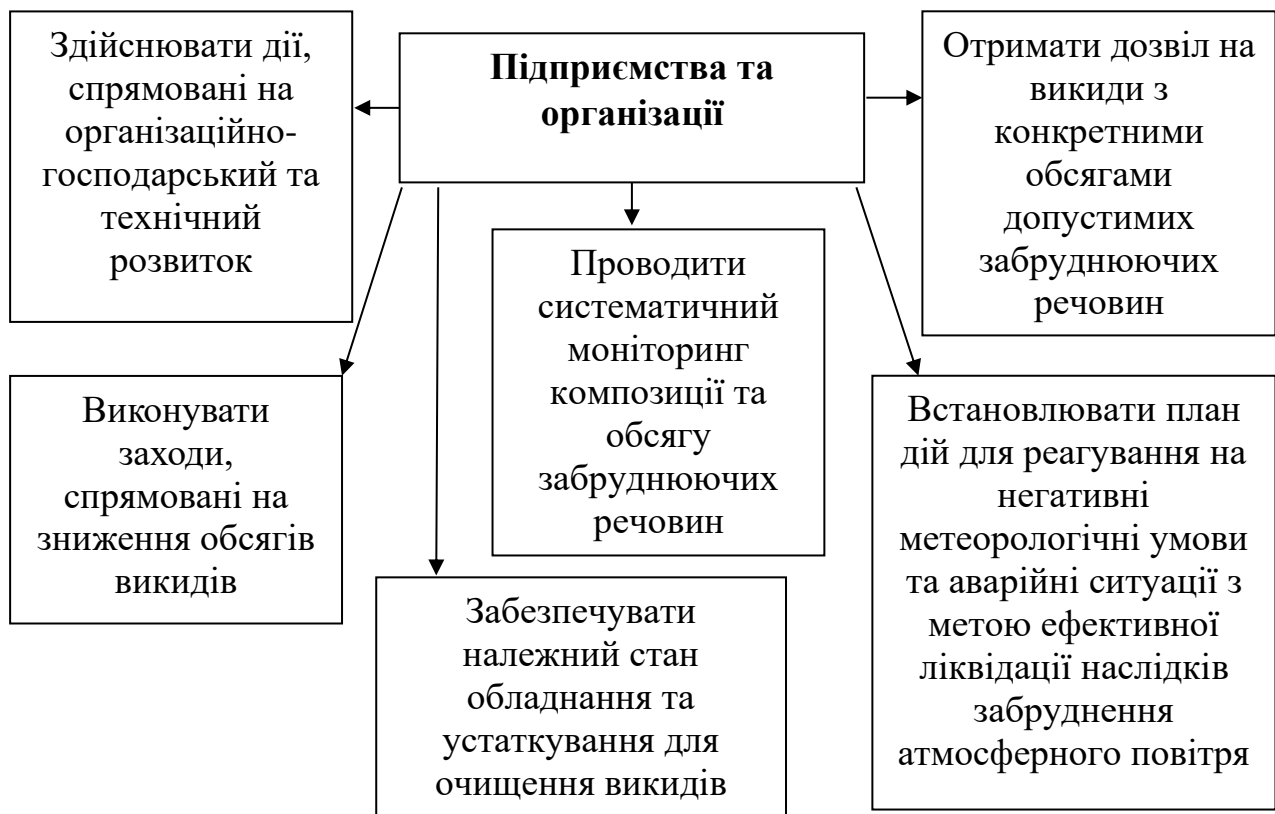 Підприємства та
організації
Здійснювати дії,
спрямовані на
організаційно-
господарський та
технічний
розвиток
Отримати дозвіл на
викиди з
конкретними
обсягами
допустимих
забруднюючих
речовин
Проводити
систематичний
моніторинг
композиції та
обсягу
забруднюючих
речовин
Виконувати
заходи,
спрямовані на
зниження обсягів
викидів
Встановлювати план
дій для реагування на
негативні
метеорологічні умови
та аварійні ситуації з
метою ефективної
ліквідації наслідків
забруднення
атмосферного повітря
Забезпечувати
належний стан
обладнання та
устаткування для
очищення викидів